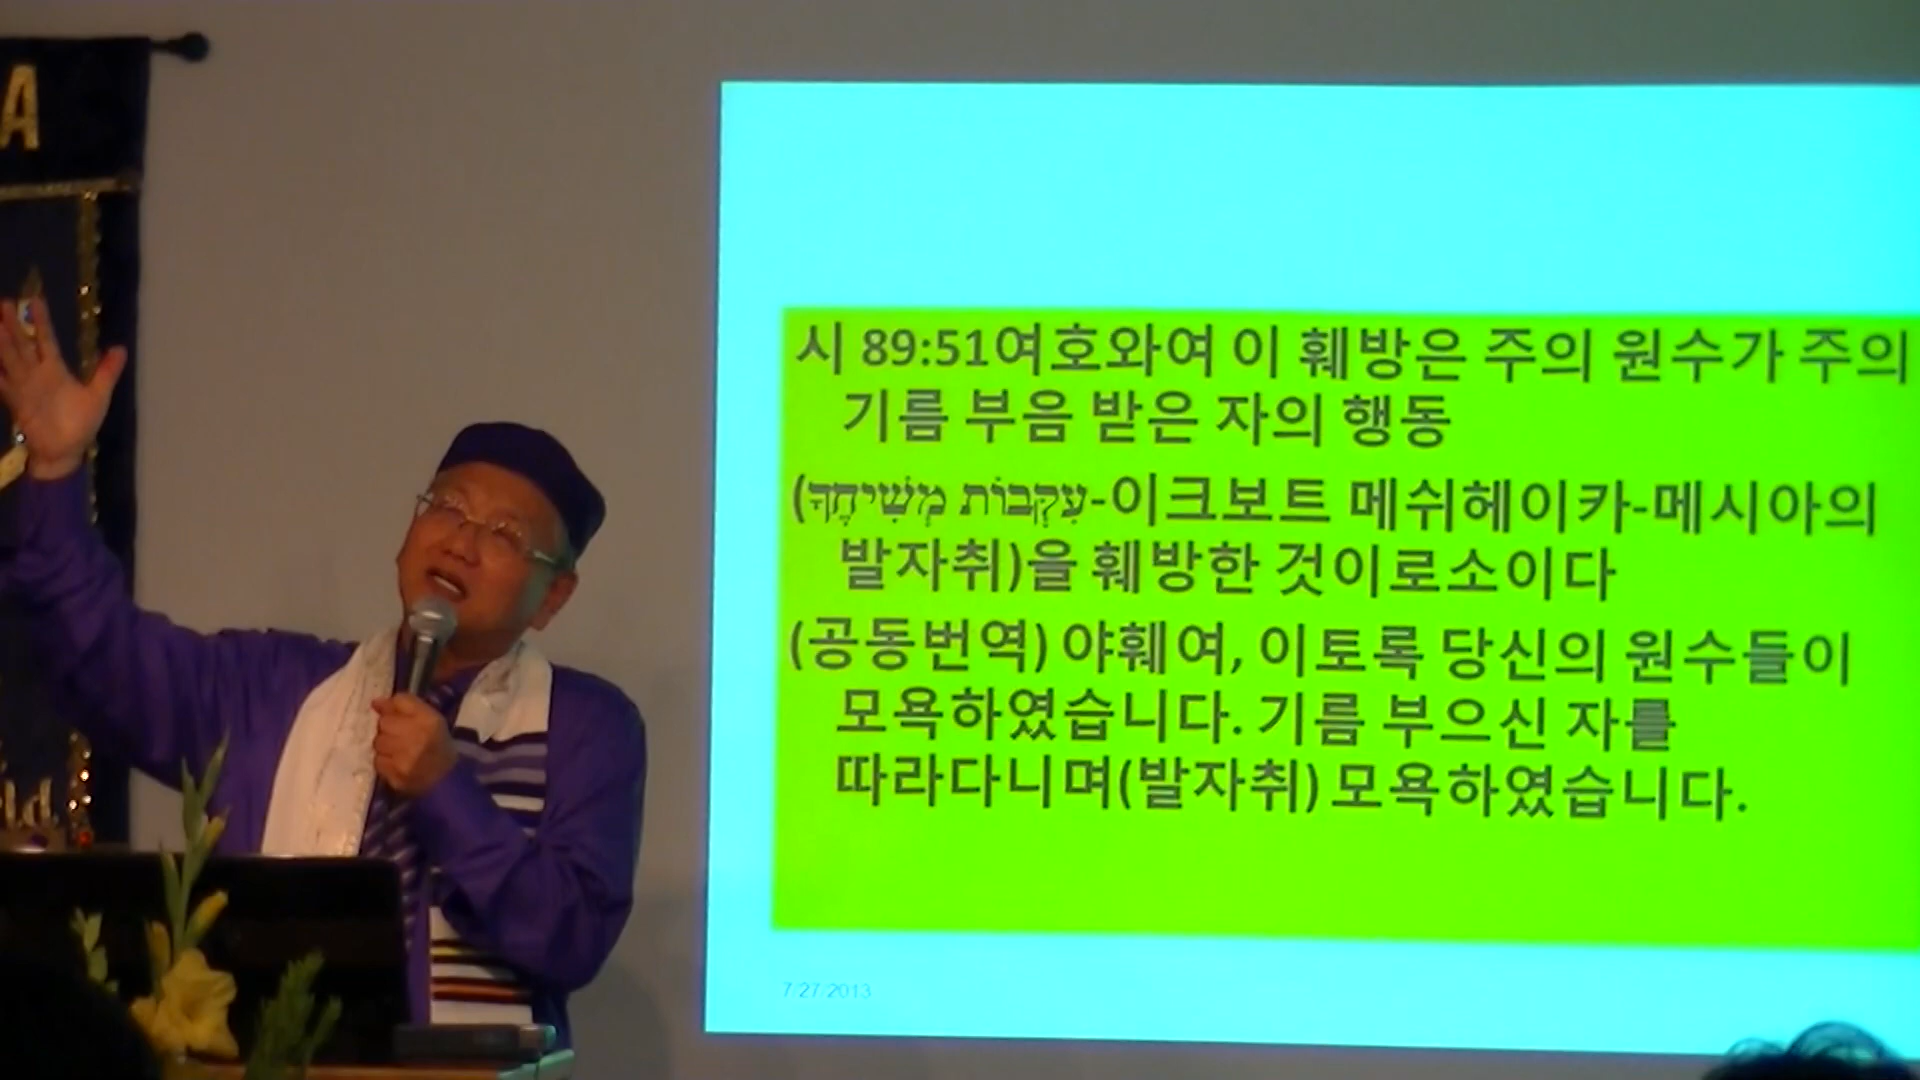 A
ld
시 89:51여호와여 이 훼방은 주의 원수가 주의
기름 부음 받은 자의 행동
(עִקְּבוֹת מְשִׁיחֶךָ-이크보트 메쉬헤이카-메시아의
발자취)을 훼방한 것이로소이다
(공동번역) 야훼여, 이토록 당신의 원수들이
모욕하였습니다. 기름 부으신 자를
따라다니며(발자취) 모욕하였습니다.
7/27/2013